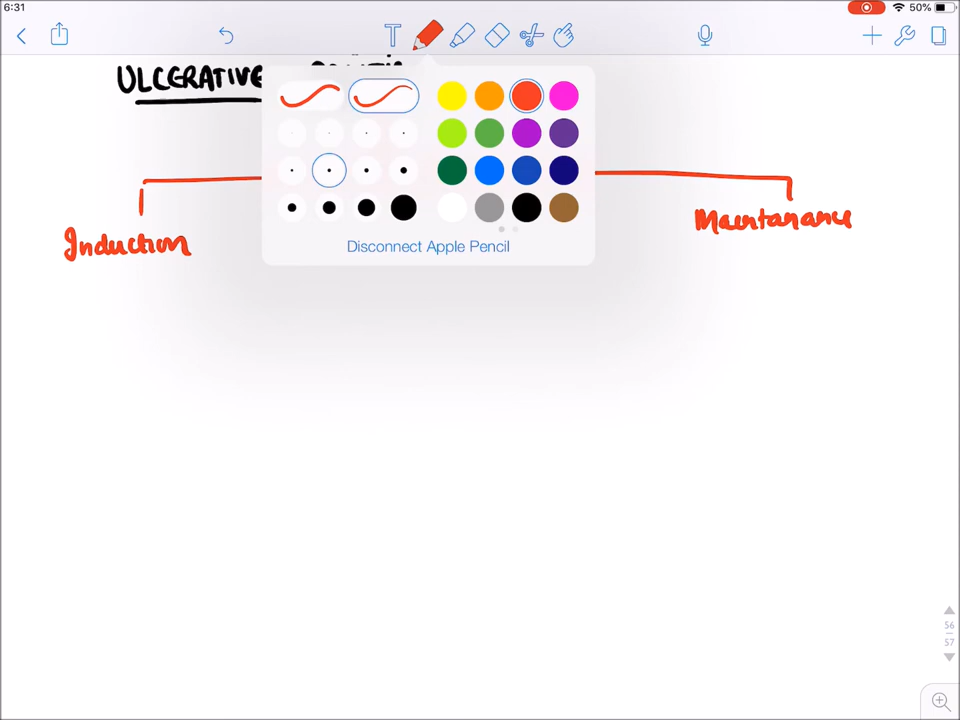 6:31
50%
T
ULCERATIVE
Induction
Maintanance
Disconnect Apple Pencil
56
57